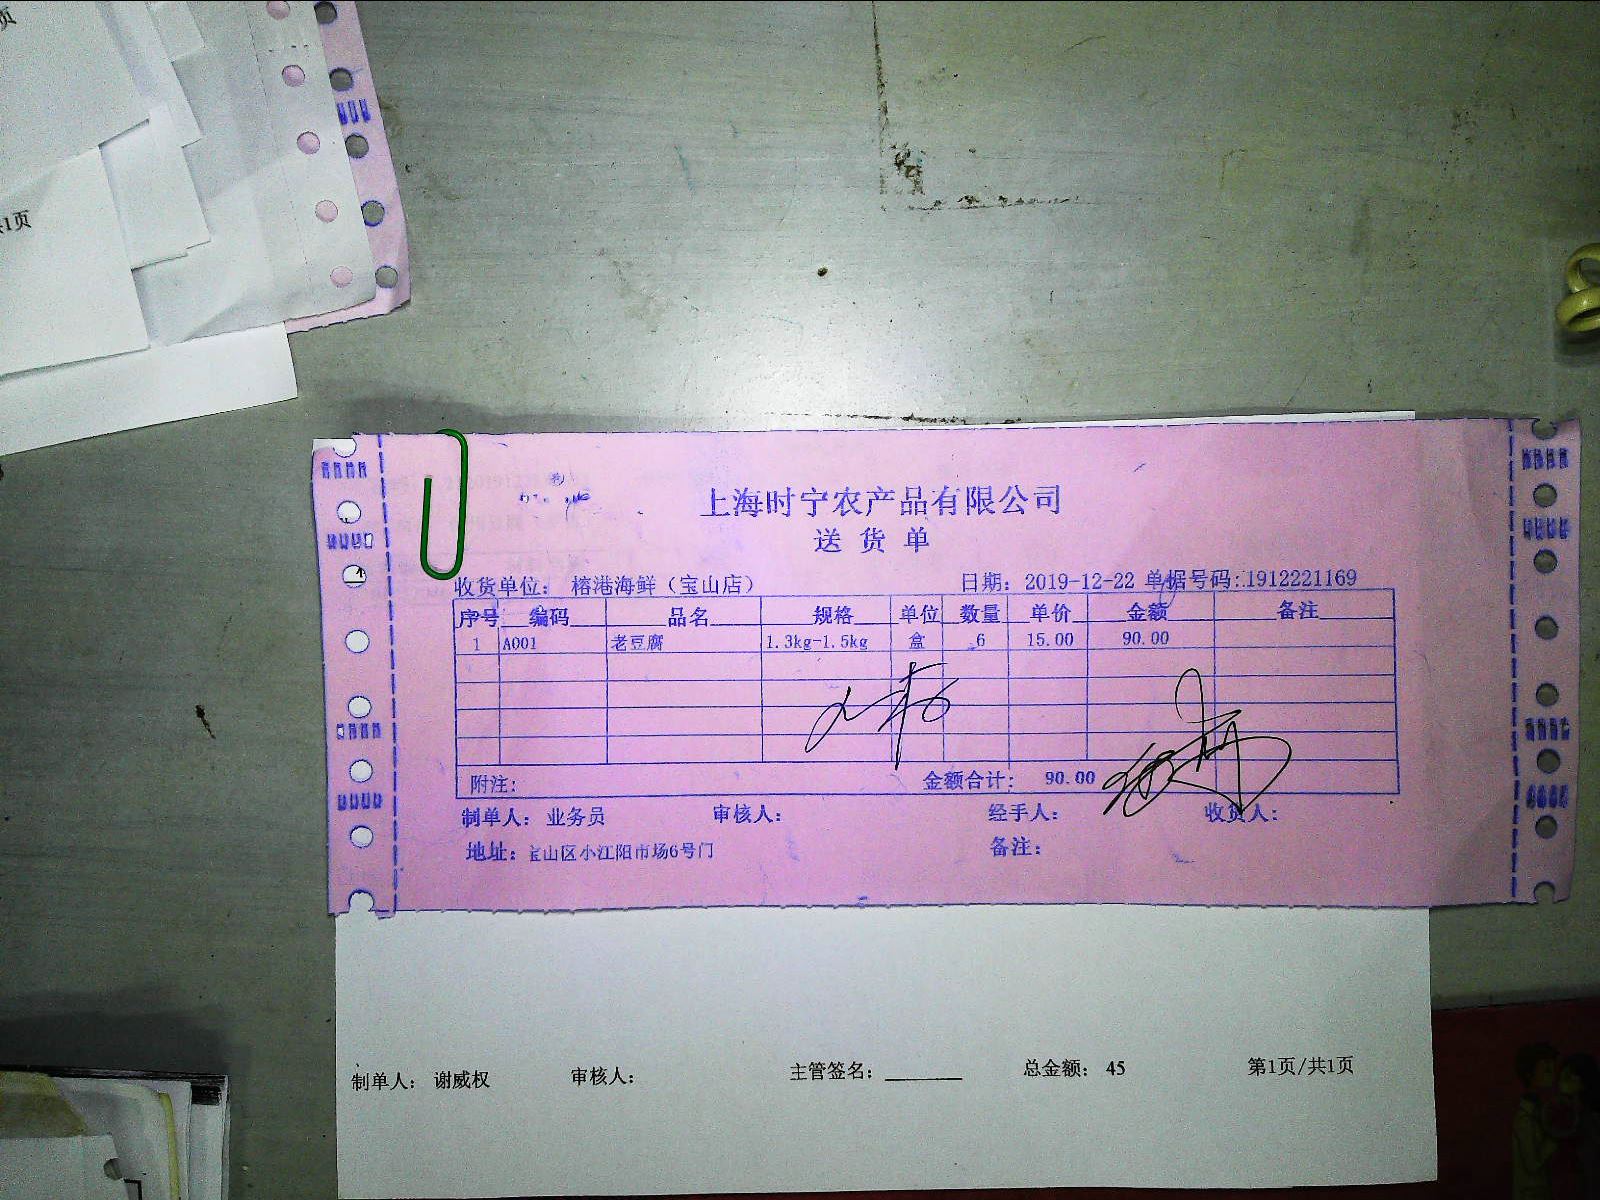 页
共1页
上海时宁农产品有限公司
送 货 单
收货单位: 榕港海鲜（宝山店） 日期: 2019-12-22 单据号码: 1912221169
序号 编码 品名 规格 单位 数量 单价 金额 备注
1 A001 老豆腐 1.3kg-1.5kg 盒 6 15.00 90.00
附注: 金额合计: 90.00
制单人: 业务员 审核人: 经手人: 收货人:
地址: 宝山区小江阳市场6号门 备注:
制单人: 谢威权 审核人: 主管签名: 总金额: 45 第1页/共1页